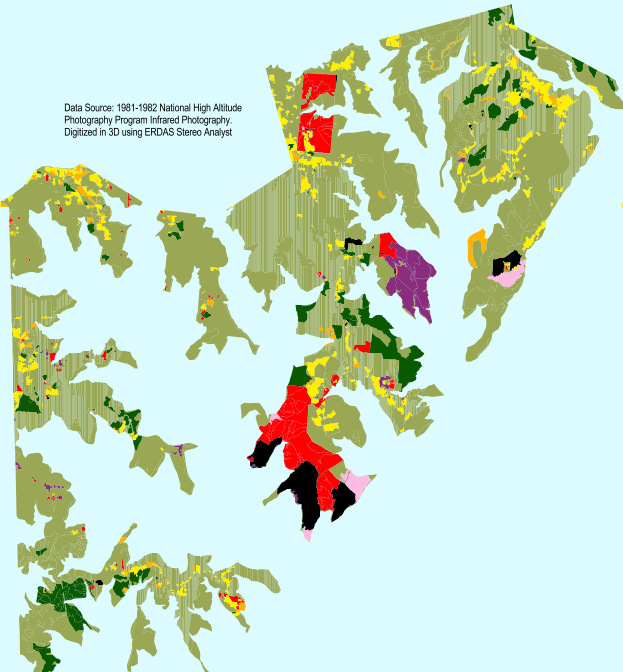 Data Source: 1981-1982 National High Altitude
Photography Program Infrared Photography.
Digitized in 3D using ERDAS Stereo Analyst